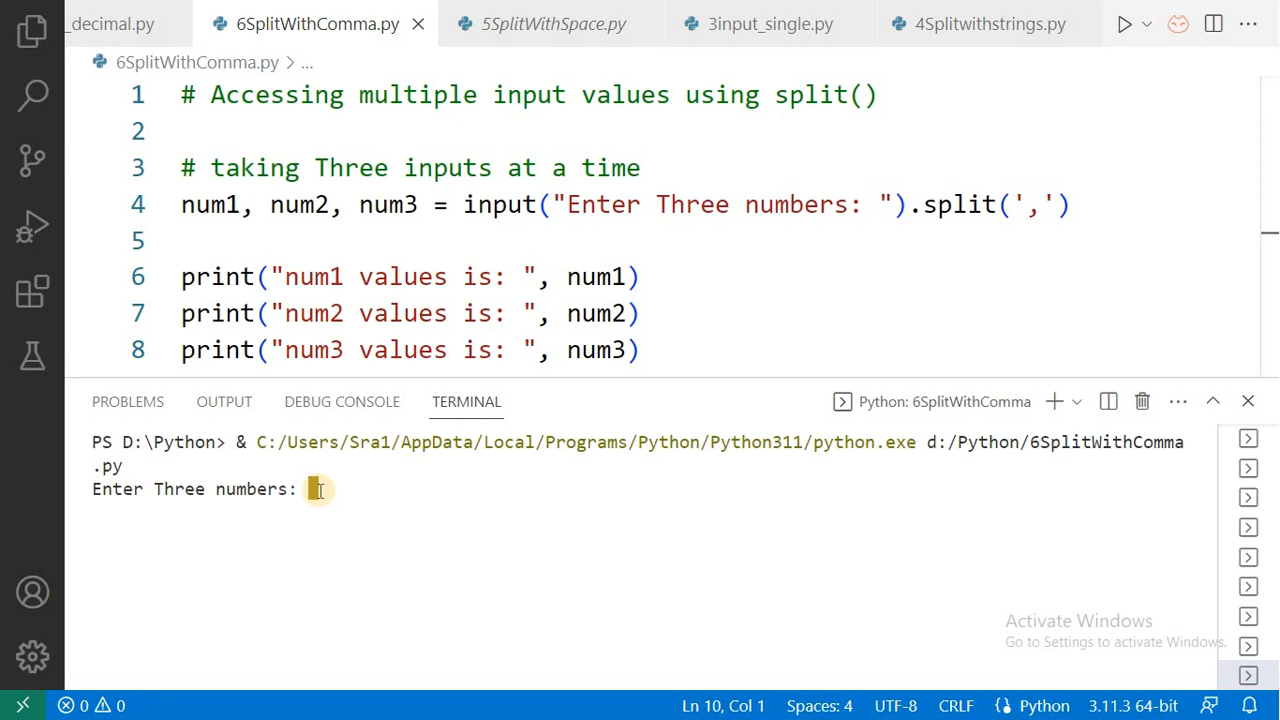 _decimal.py
6SplitWithComma.py
5SplitWithSpace.py
3input_single.py
4Splitwithstrings.py
6SplitWithComma.py > ...
1 # Accessing multiple input values using split()
2
3 # taking Three inputs at a time
4 num1, num2, num3 = input("Enter Three numbers: ").split(',')
5
6 print("num1 values is: ", num1)
7 print("num2 values is: ", num2)
8 print("num3 values is: ", num3)
PROBLEMS OUTPUT DEBUG CONSOLE TERMINAL
Python: 6SplitWithComma
PS D:\Python> & C:/Users/Sra1/AppData/Local/Programs/Python/Python311/python.exe d:/Python/6SplitWithComma
.py
Enter Three numbers:
Activate Windows
Go to Settings to activate Windows.
0 0
Ln 10, Col 1 Spaces: 4 UTF-8 CRLF Python 3.11.3 64-bit